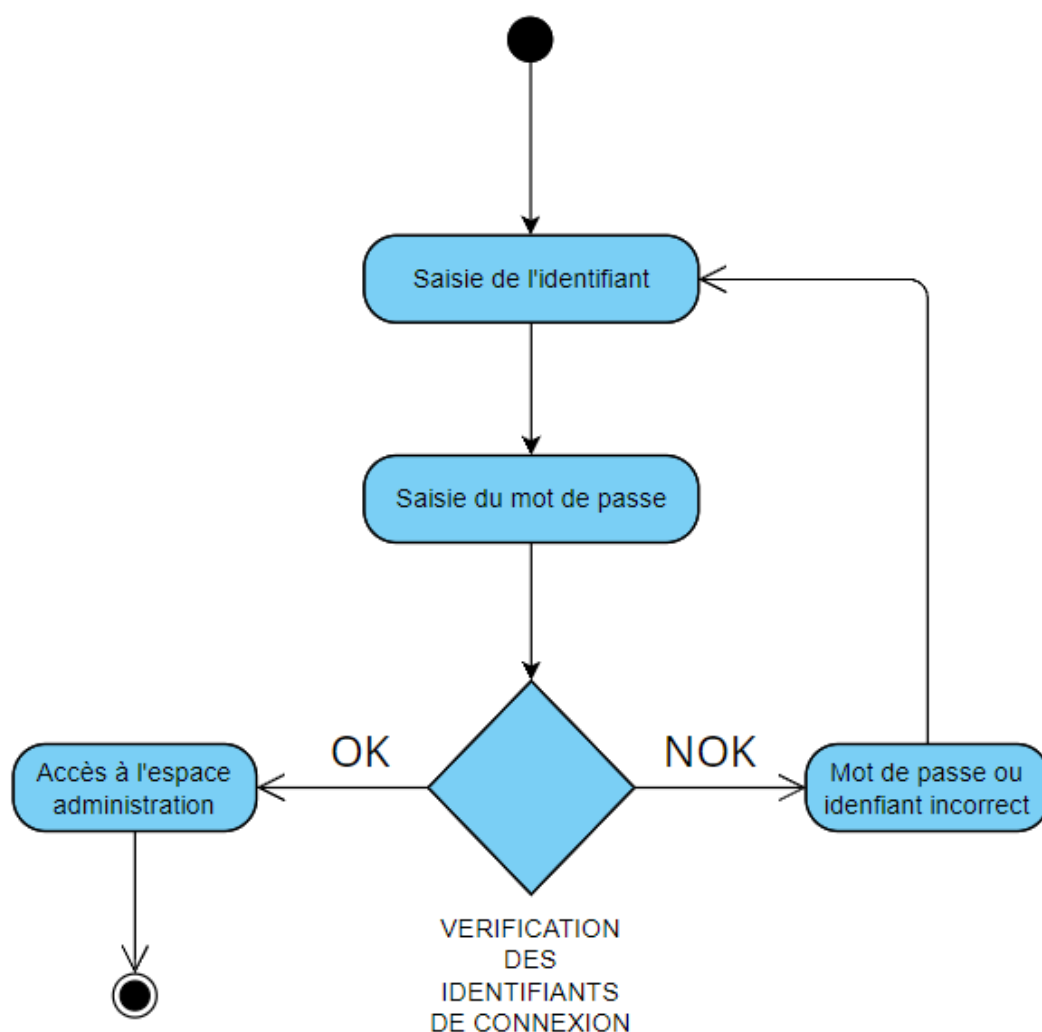 Saisie de l'identifiant
Saisie du mot de passe
OK
NOK
Accès à l'espace
administration
Mot de passe ou
idenfiant incorrect
VERIFICATION
DES
IDENTIFIANTS
DE CONNEXION